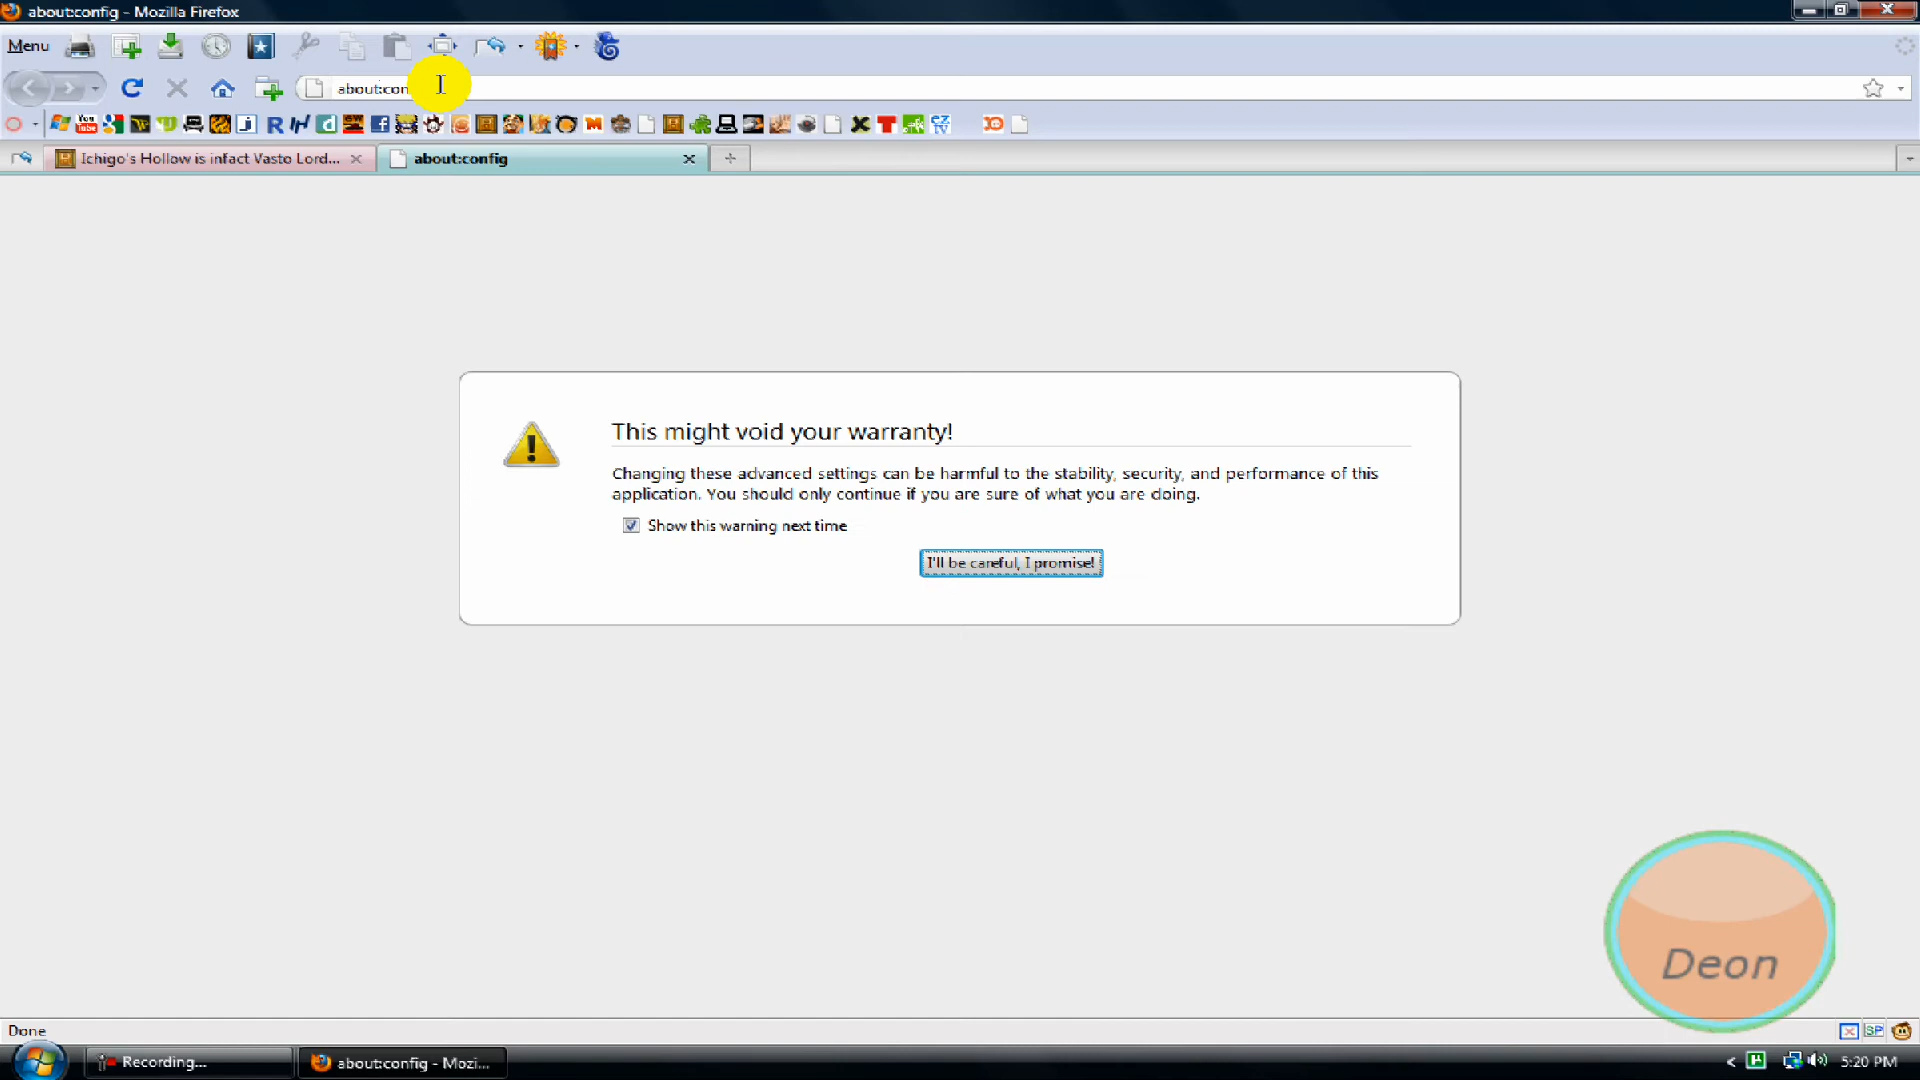 about:config - Mozilla Firefox
Menu
about:con
You Tube
Ichigo's Hollow is infact Vasto Lord...
about:config
This might void your warranty!
Changing these advanced settings can be harmful to the stability, security, and performance of this
application. You should only continue if you are sure of what you are doing.
Show this warning next time
I'll be careful, I promise!
Deon
Done
SP
Recording...
about:config - Mozi...
5:20 PM